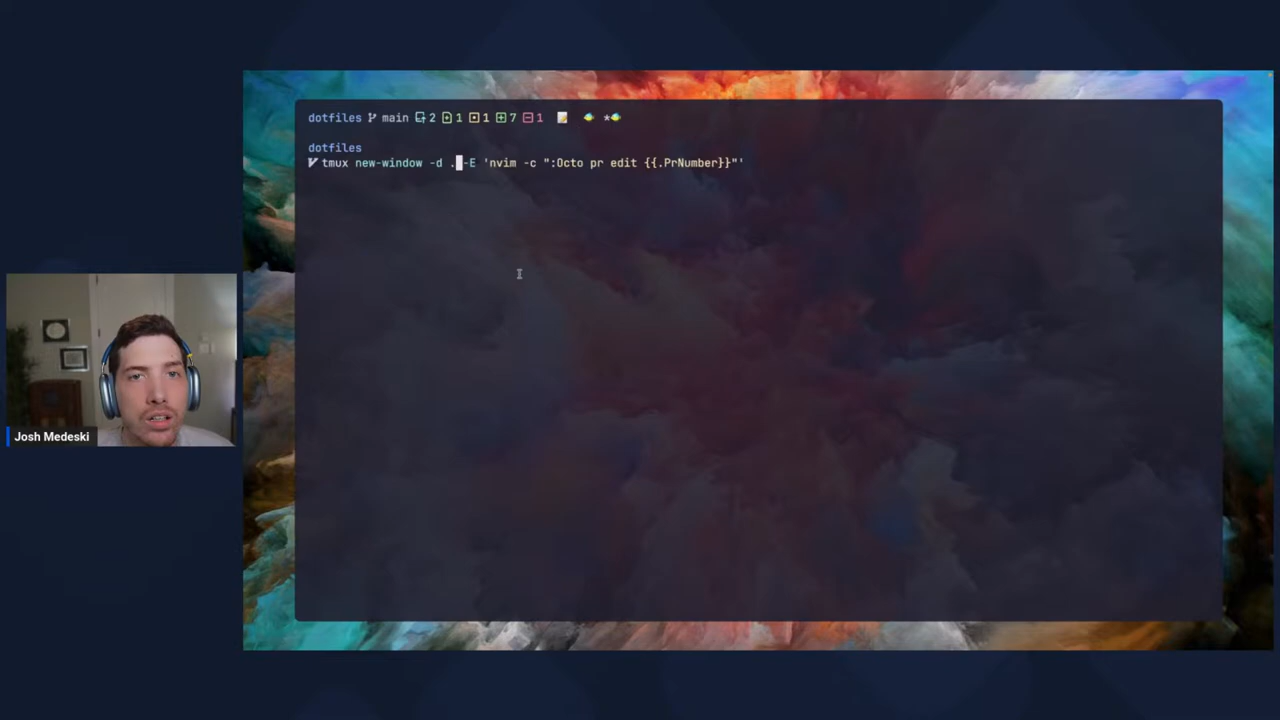 dotfiles main 2 1 1 7 1 *
dotfiles
tmux new-window -d . -E 'nvim -c ":Octo pr edit {{.PrNumber}}"'
Josh Medeski